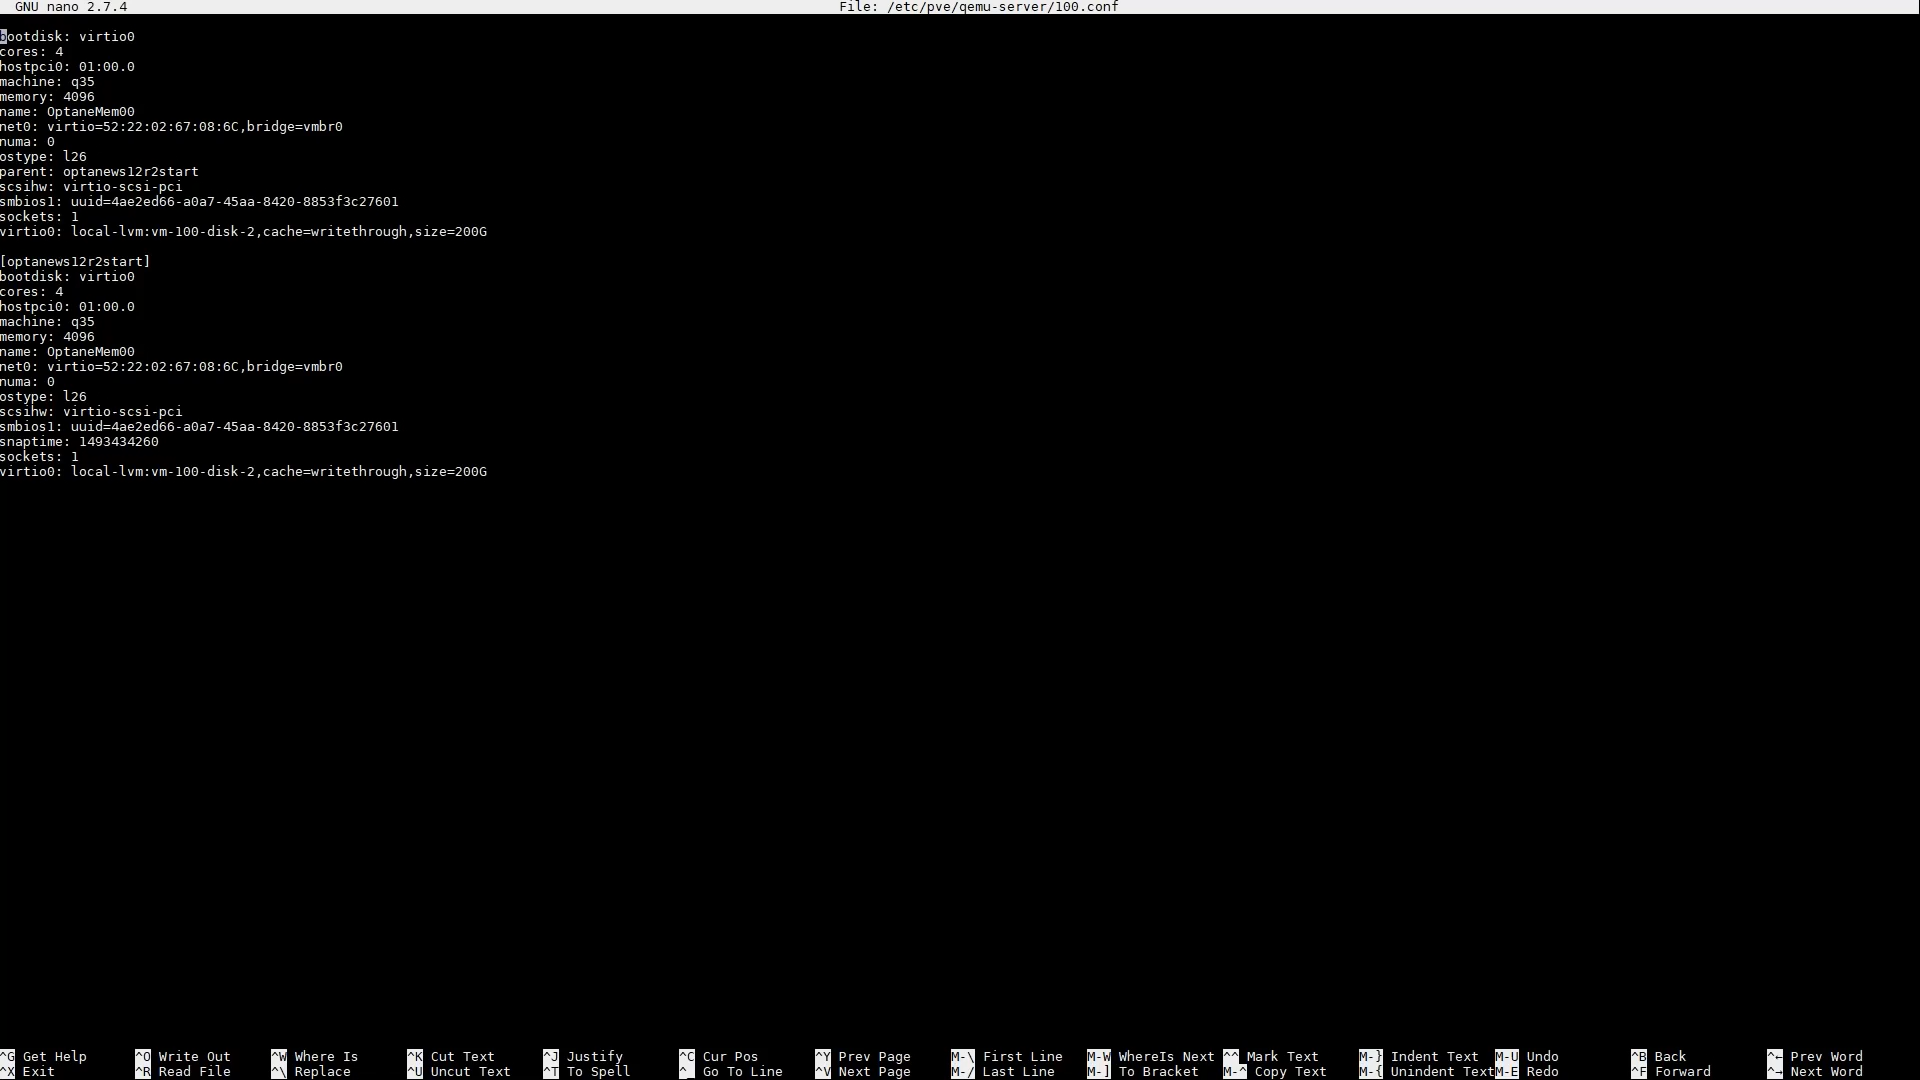 GNU nano 2.7.4 File: /etc/pve/qemu-server/100.conf
bootdisk: virtio0
cores: 4
hostpci0: 01:00.0
machine: q35
memory: 4096
name: OptaneMem00
net0: virtio=52:22:02:67:08:6C,bridge=vmbr0
numa: 0
ostype: l26
parent: optanews12r2start
scsihw: virtio-scsi-pci
smbios1: uuid=4ae2ed66-a0a7-45aa-8420-8853f3c27601
sockets: 1
virtio0: local-lvm:vm-100-disk-2,cache=writethrough,size=200G
[optanews12r2start]
bootdisk: virtio0
cores: 4
hostpci0: 01:00.0
machine: q35
memory: 4096
name: OptaneMem00
net0: virtio=52:22:02:67:08:6C,bridge=vmbr0
numa: 0
ostype: l26
scsihw: virtio-scsi-pci
smbios1: uuid=4ae2ed66-a0a7-45aa-8420-8853f3c27601
snaptime: 1493434260
sockets: 1
virtio0: local-lvm:vm-100-disk-2,cache=writethrough,size=200G
^G Get Help ^O Write Out ^W Where Is ^K Cut Text ^J Justify ^C Cur Pos ^Y Prev Page M-\ First Line M-W WhereIs Next ^^ Mark Text M-} Indent Text M-U Undo ^B Back ^← Prev Word
^X Exit ^R Read File ^\ Replace ^U Uncut Text ^T To Spell ^_ Go To Line ^V Next Page M-/ Last Line M-] To Bracket M-^ Copy Text M-{ Unindent Text M-E Redo ^F Forward ^→ Next Word